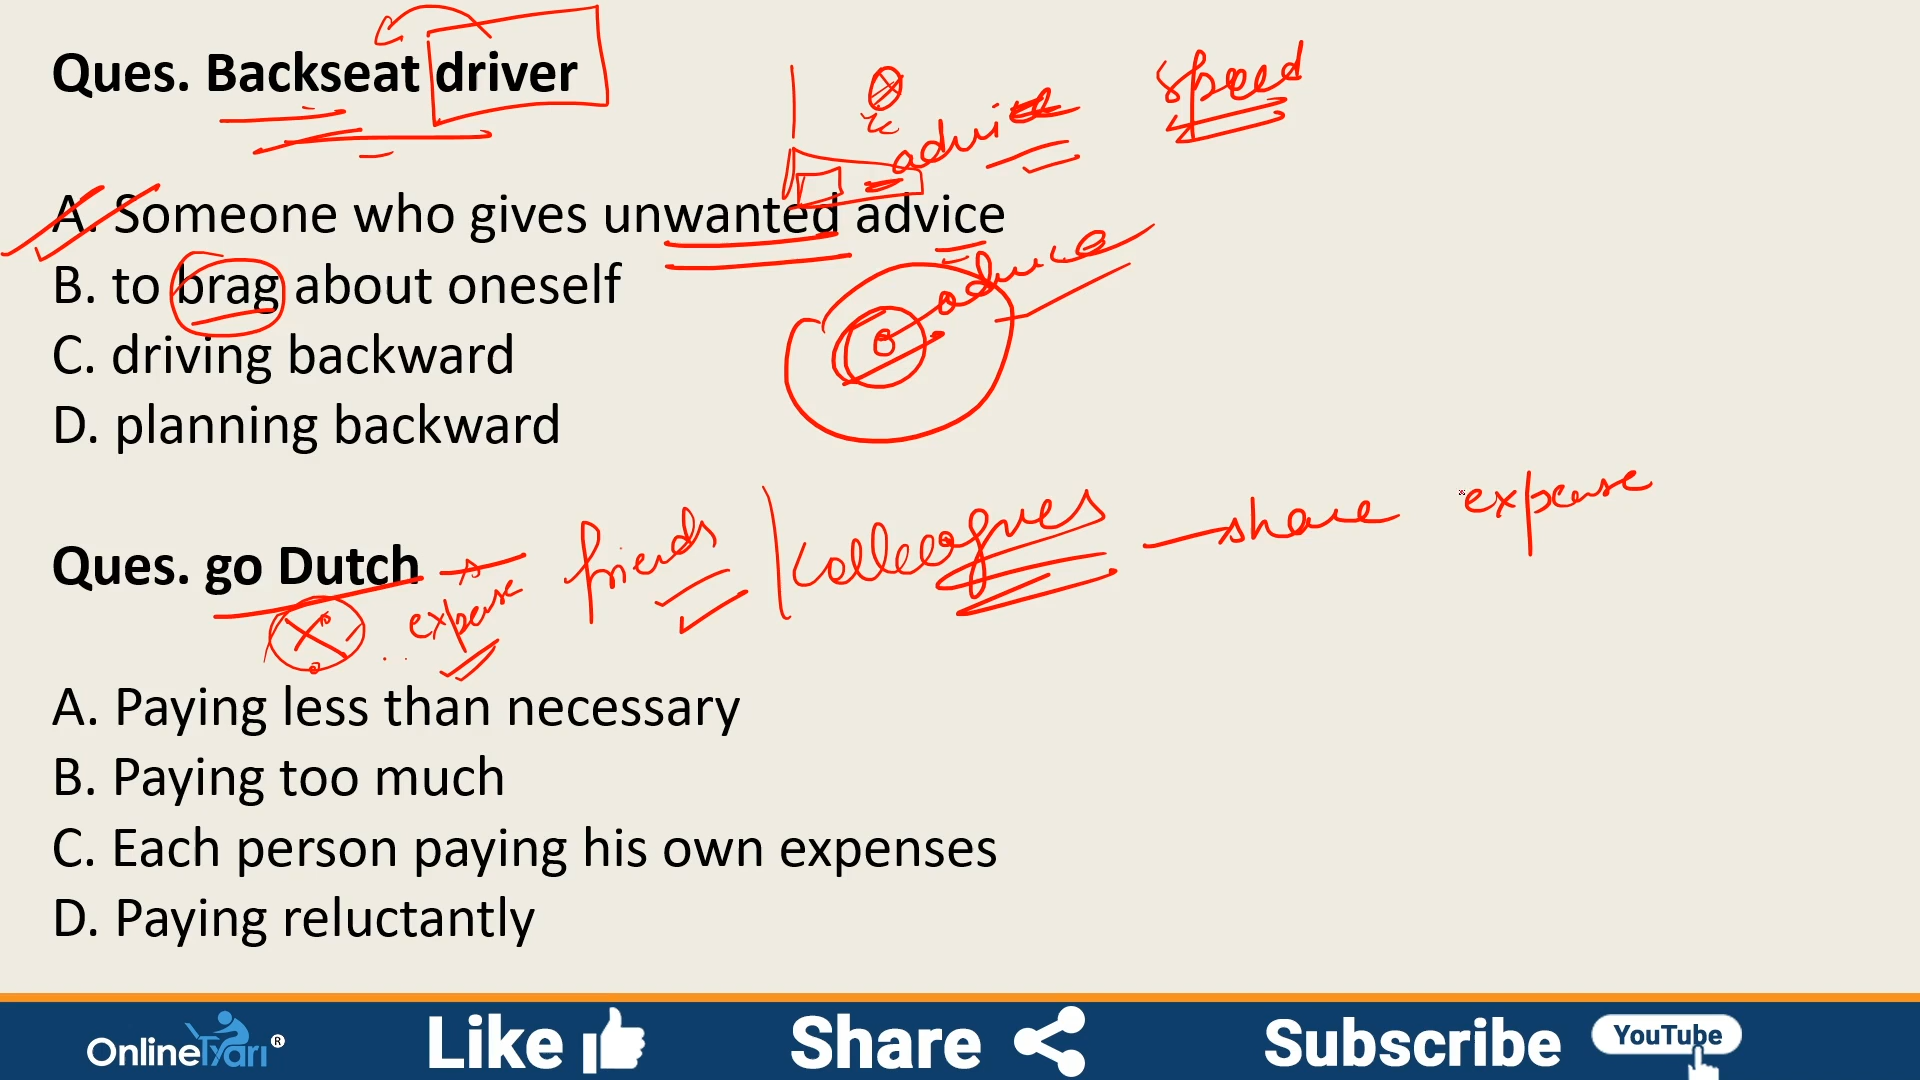 Ques. Backseat driver
advice
speed
A. Someone who gives unwanted advice
advice
B. to brag about oneself
C. driving backward
D. planning backward
Ques. go Dutch
expense
friends | colleagues
share expense
A. Paying less than necessary
B. Paying too much
C. Each person paying his own expenses
D. Paying reluctantly
OnlineTyari ® Like Share Subscribe YouTube